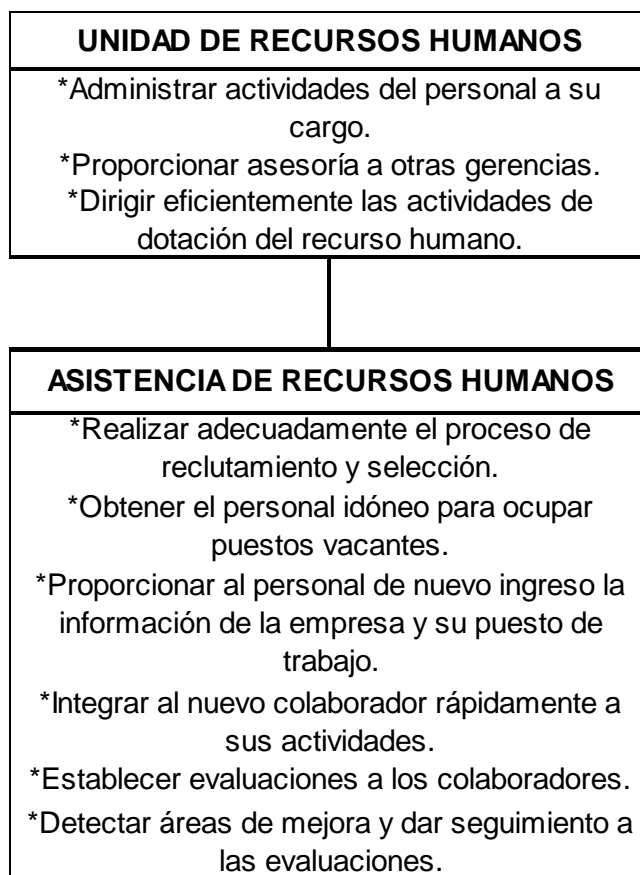 UNIDAD DE RECURSOS HUMANOS
*Administrar actividades del personal a su
cargo.
*Proporcionar asesoría a otras gerencias.
*Dirigir eficientemente las actividades de
dotación del recurso humano.
ASISTENCIA DE RECURSOS HUMANOS
*Realizar adecuadamente el proceso de
reclutamiento y selección.
*Obtener el personal idóneo para ocupar
puestos vacantes.
*Proporcionar al personal de nuevo ingreso la
información de la empresa y su puesto de
trabajo.
*Integrar al nuevo colaborador rápidamente a
sus actividades.
*Establecer evaluaciones a los colaboradores.
*Detectar áreas de mejora y dar seguimiento a
las evaluaciones.